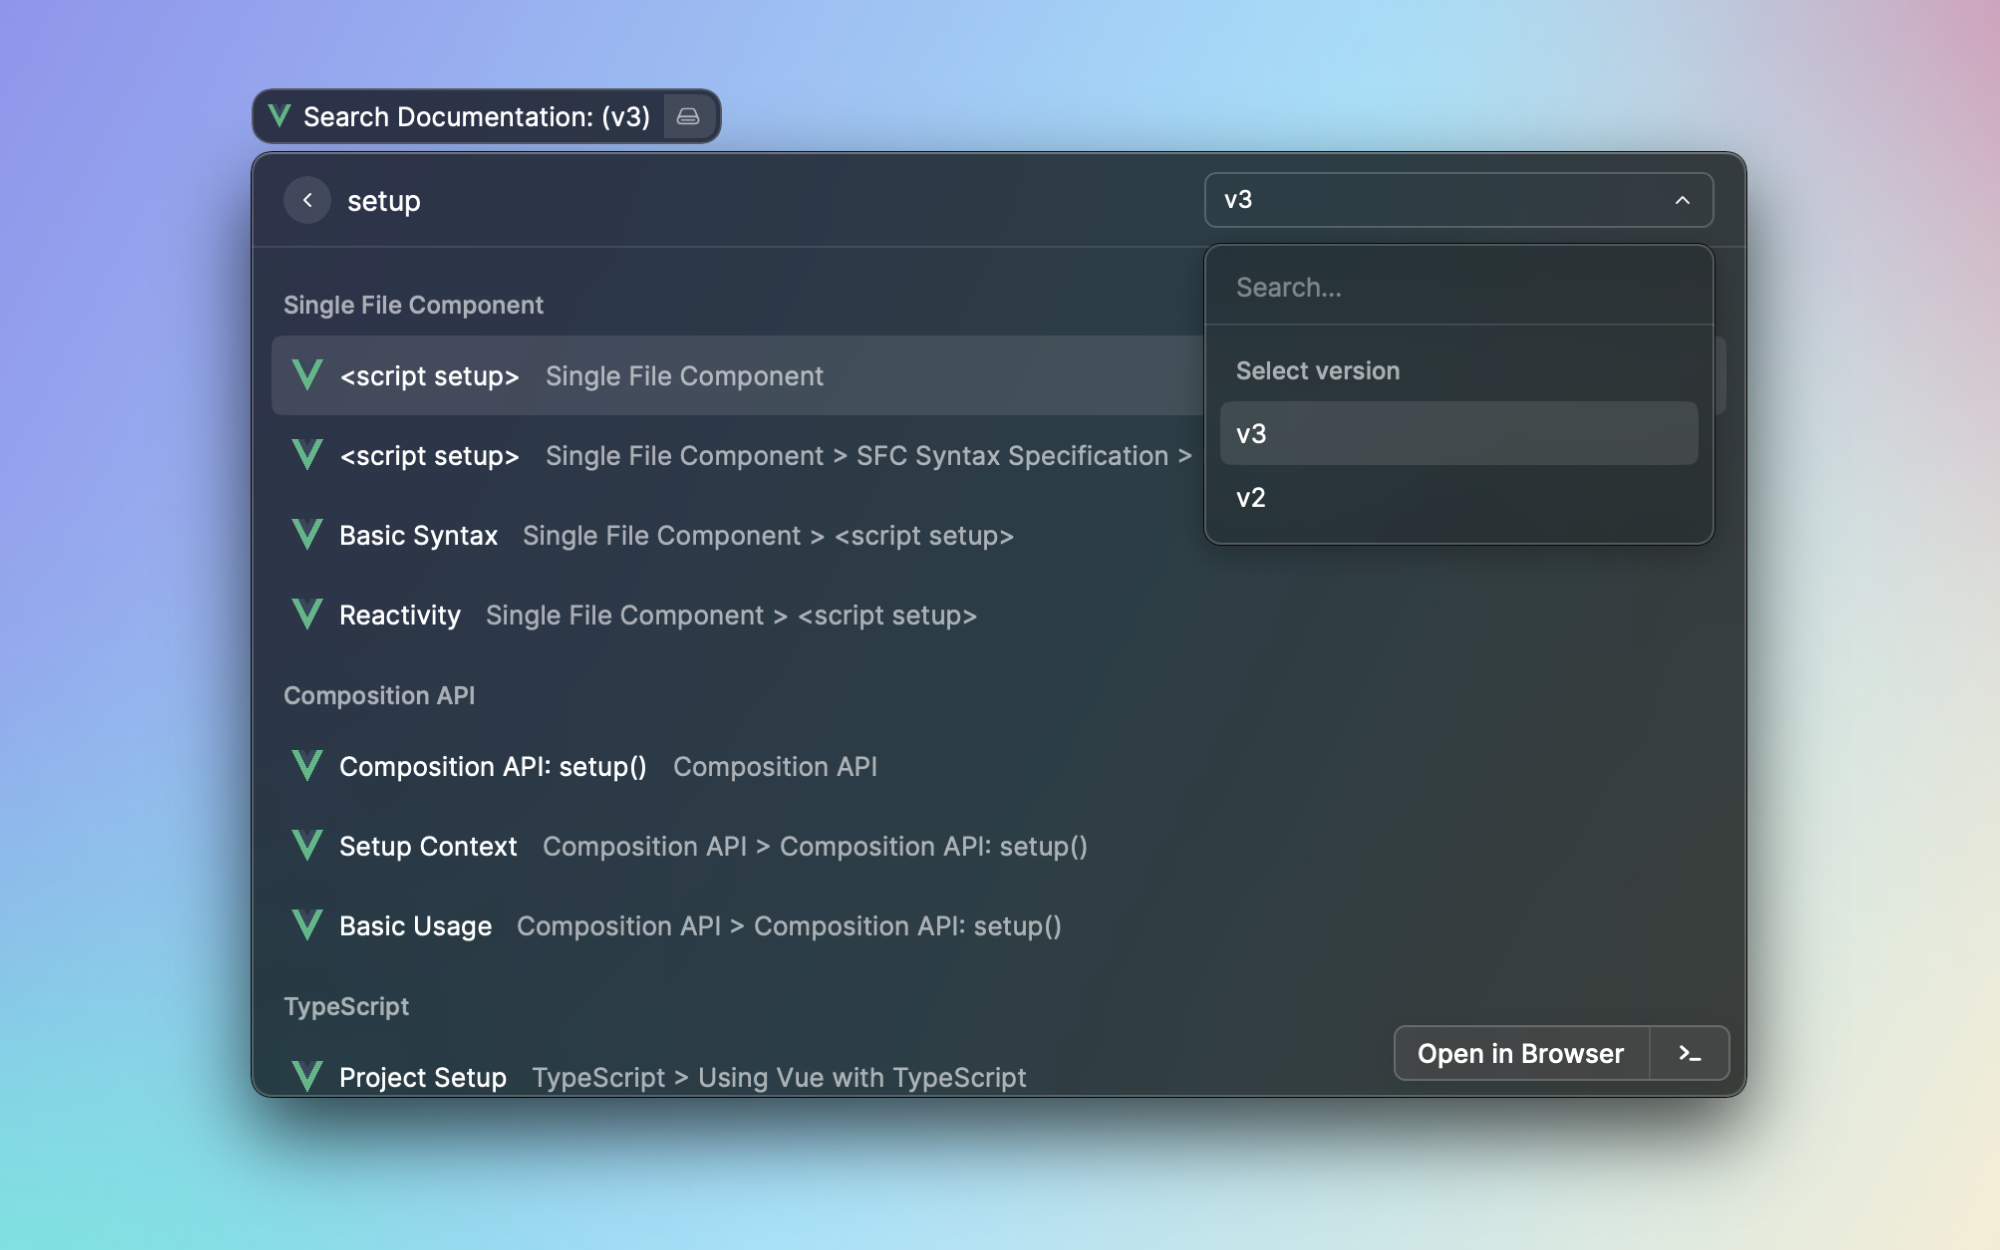 Search Documentation: (v3)
setup
v3
Search...
Select version
v3
v2
Single File Component
<script setup> Single File Component
<script setup> Single File Component > SFC Syntax Specification >
Basic Syntax Single File Component > <script setup>
Reactivity Single File Component > <script setup>
Composition API
Composition API: setup() Composition API
Setup Context Composition API > Composition API: setup()
Basic Usage Composition API > Composition API: setup()
TypeScript
Project Setup TypeScript > Using Vue with TypeScript
Open in Browser